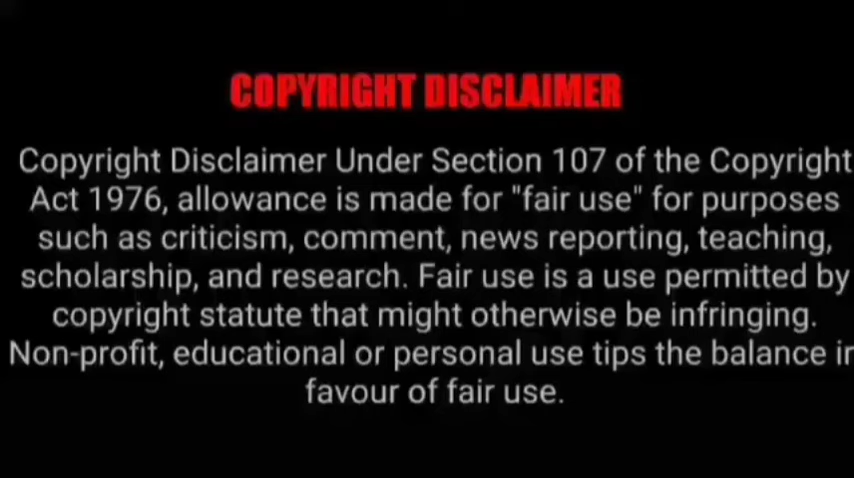 COPYRIGHT DISCLAIMER
Copyright Disclaimer Under Section 107 of the Copyright
Act 1976, allowance is made for "fair use" for purposes
such as criticism, comment, news reporting, teaching,
scholarship, and research. Fair use is a use permitted by
copyright statute that might otherwise be infringing.
Non-profit, educational or personal use tips the balance in
favour of fair use.